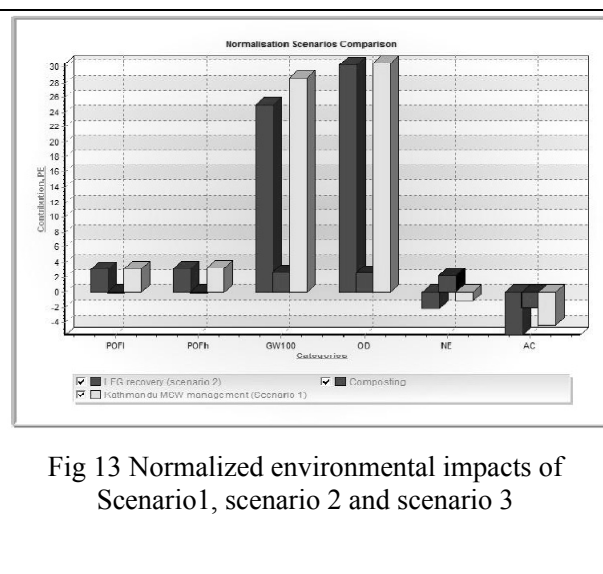 Normalisation Scenarios Comparison
30
28
26
24
22
20
18
16
14
12
10
8
6
4
2
0
-2
-4
Contribution, PE
POFl POFh GW100 OD NE AC
Categories
LFG recovery (scenario 2) Composting
Kathmandu MSW management (Scenario 1)
Fig 13 Normalized environmental impacts of
Scenario1, scenario 2 and scenario 3